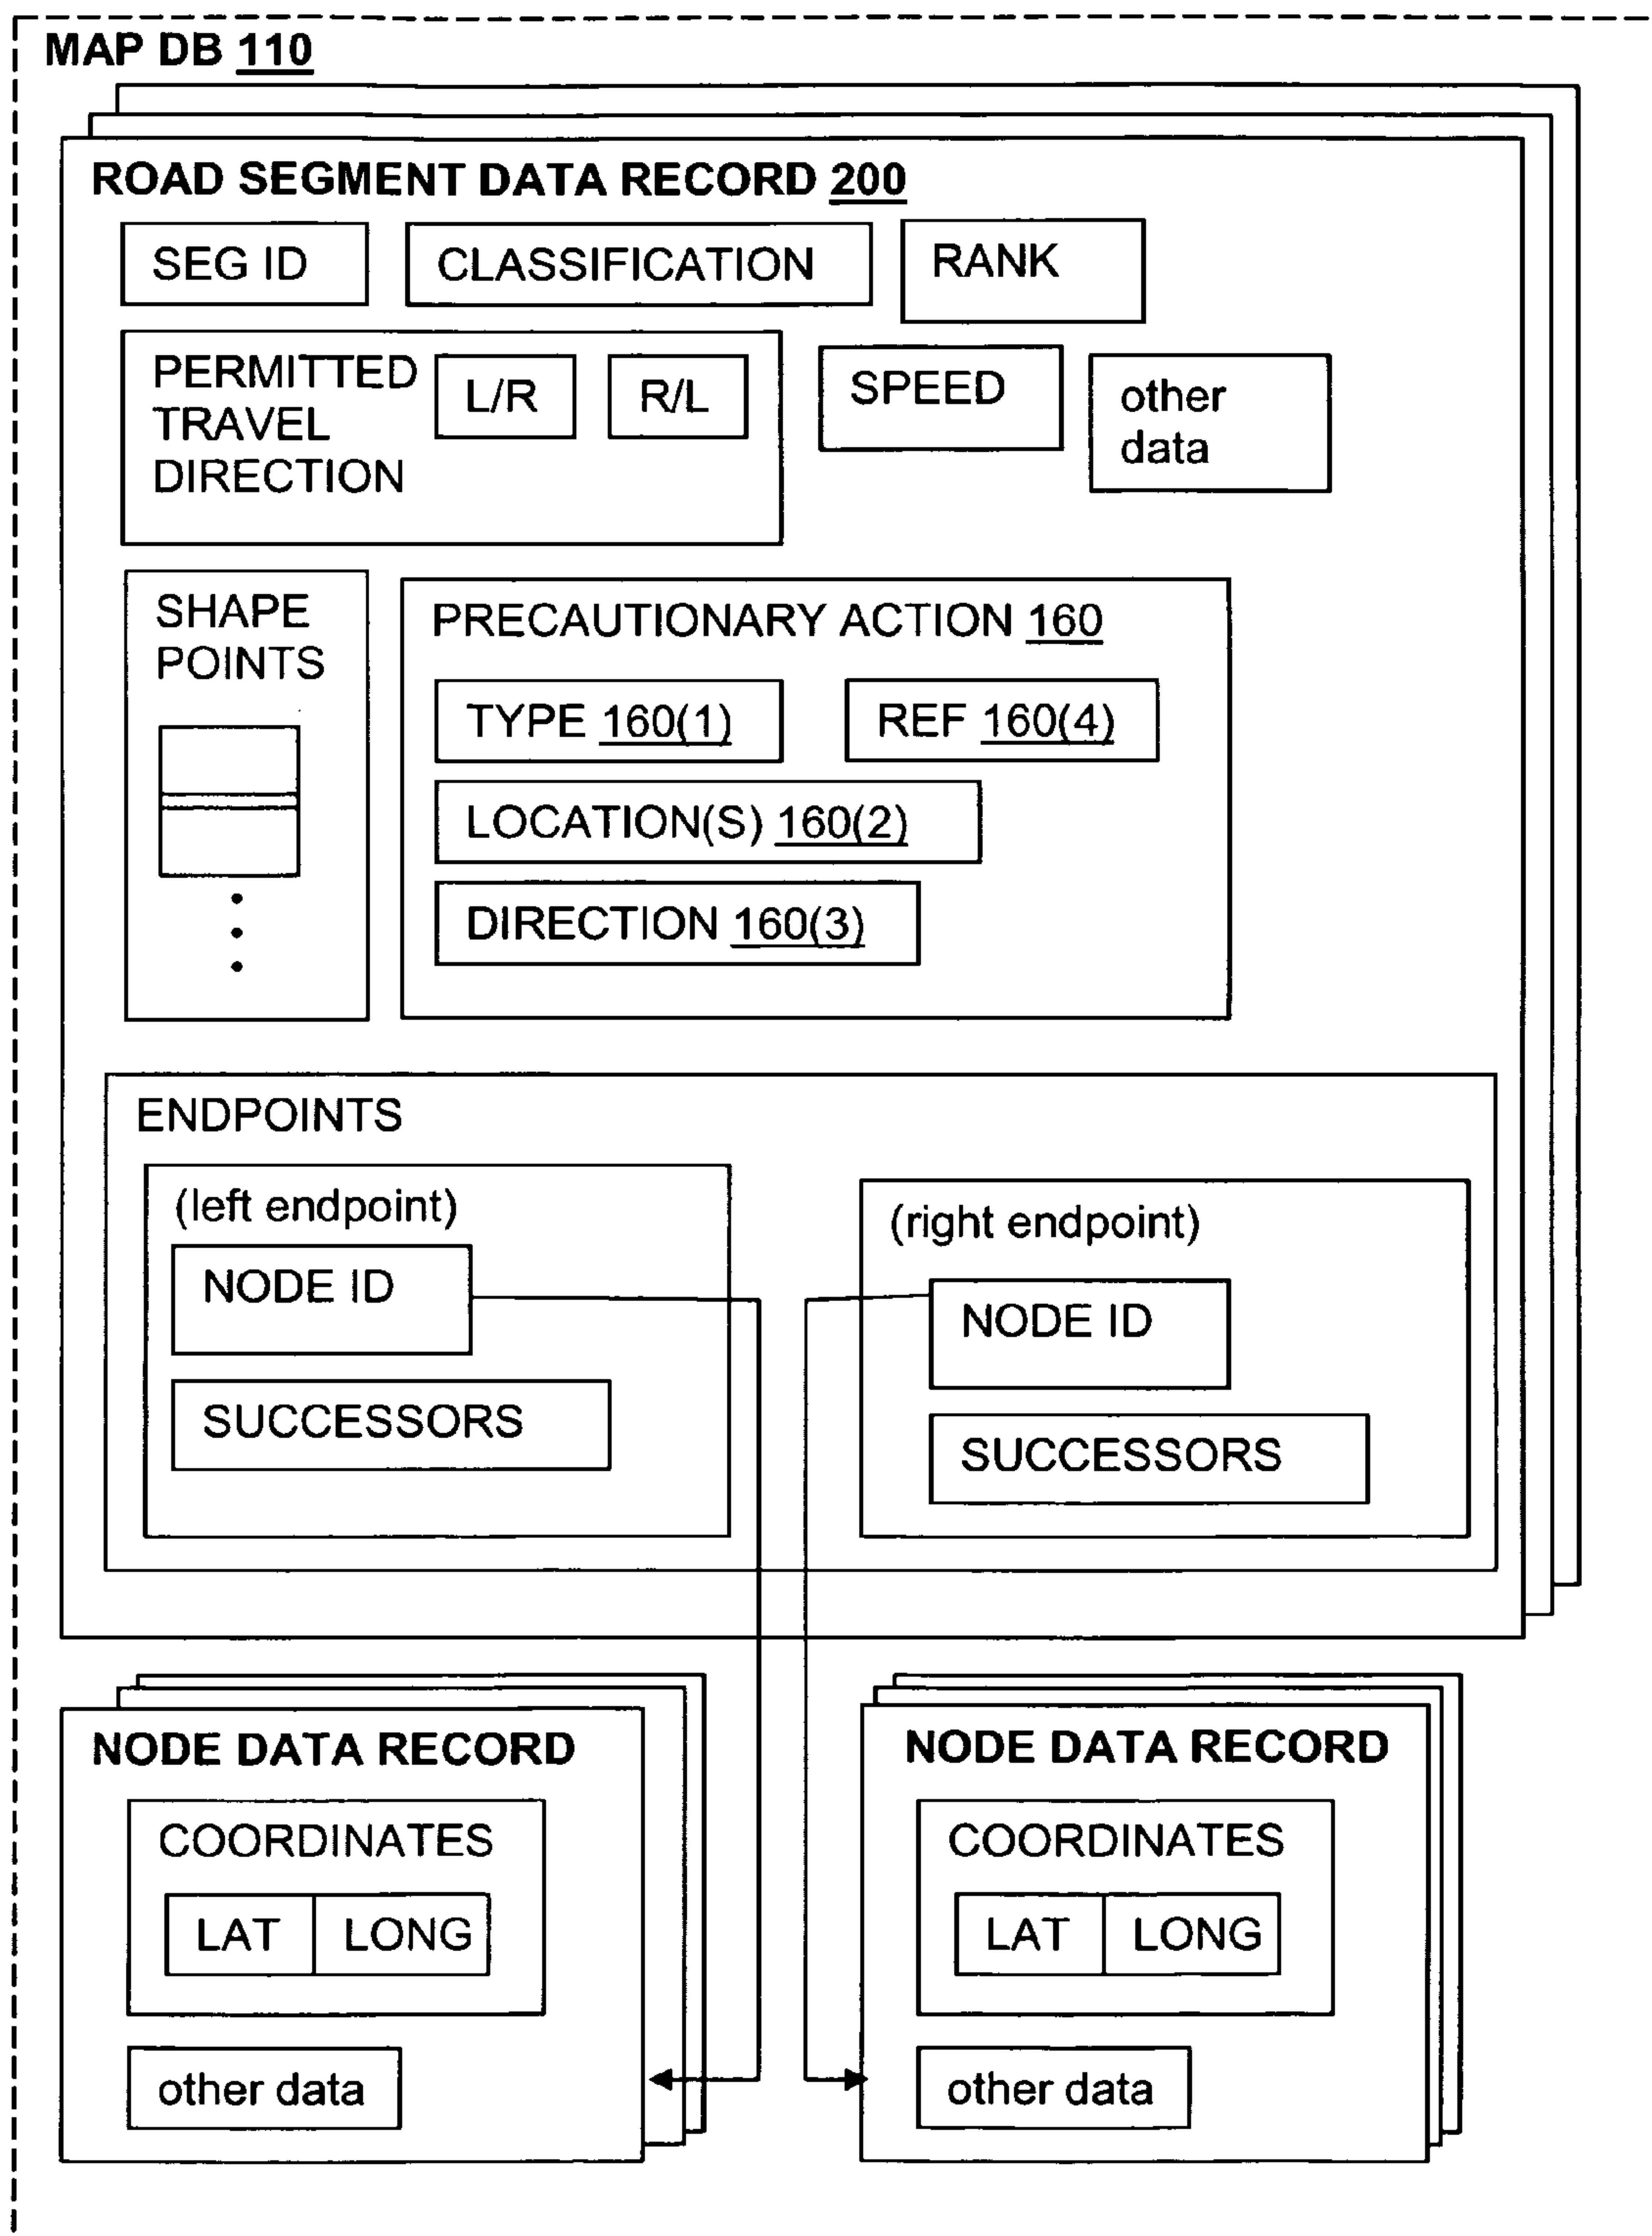 MAP DB 110
ROAD SEGMENT DATA RECORD 200
SEG ID
CLASSIFICATION
RANK
PERMITTED
TRAVEL
DIRECTION
L/R
R/L
SPEED
other
data
SHAPE
POINTS
PRECAUTIONARY ACTION 160
TYPE 160(1)
REF 160(4)
LOCATION(S) 160(2)
DIRECTION 160(3)
ENDPOINTS
(left endpoint)
NODE ID
SUCCESSORS
(right endpoint)
NODE ID
SUCCESSORS
NODE DATA RECORD
COORDINATES
LAT
LONG
other data
NODE DATA RECORD
COORDINATES
LAT
LONG
other data